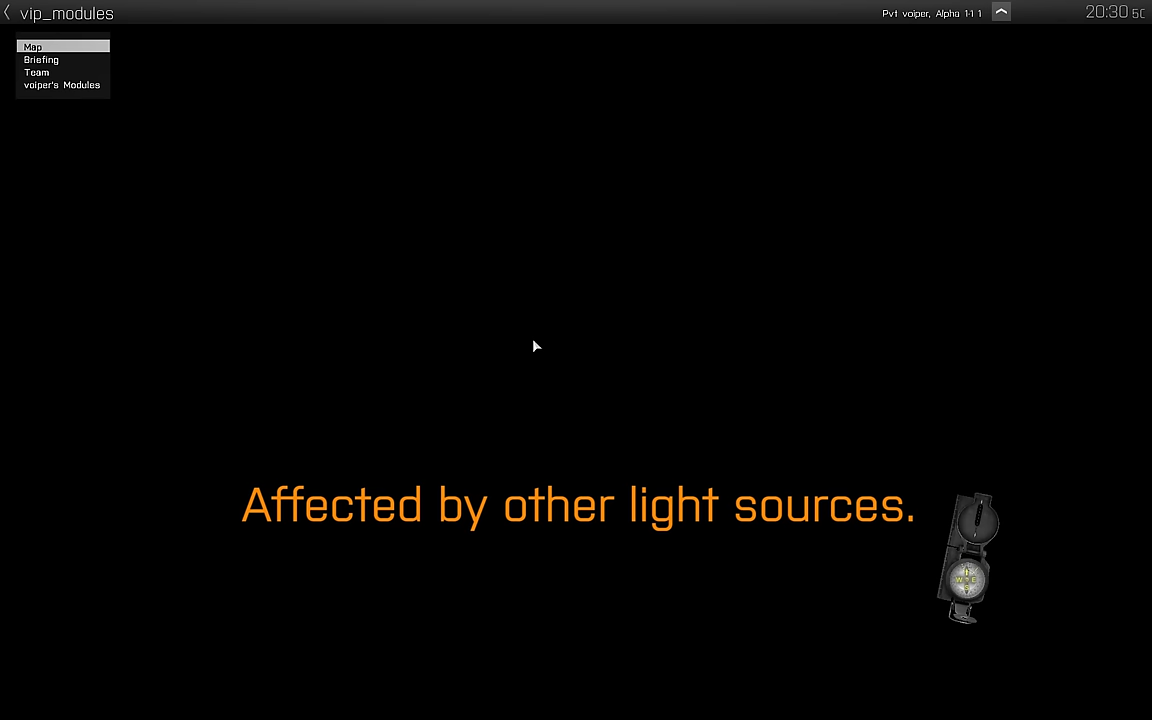 vip_modules
Pvt voiper, Alpha 1-1 1
20:30 50
Map
Briefing
Team
voiper's Modules
Affected by other light sources.
W E
S